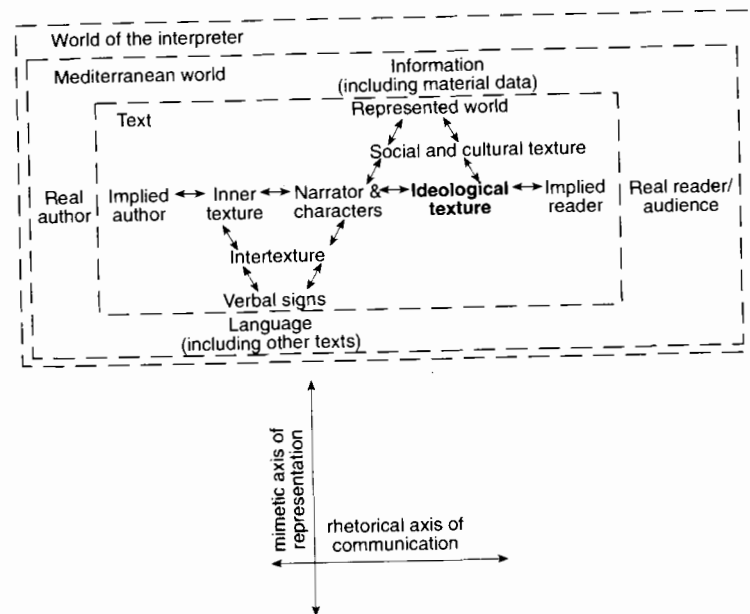 World of the interpreter
Mediterranean world
Information
(including material data)
Text
Represented world
Social and cultural texture
Real
author
Implied
author
Inner
texture
Narrator &
characters
Ideological
texture
Implied
reader
Real reader/
audience
Intertexture
Verbal signs
Language
(including other texts)
mimetic axis of
representation
rhetorical axis of
communication